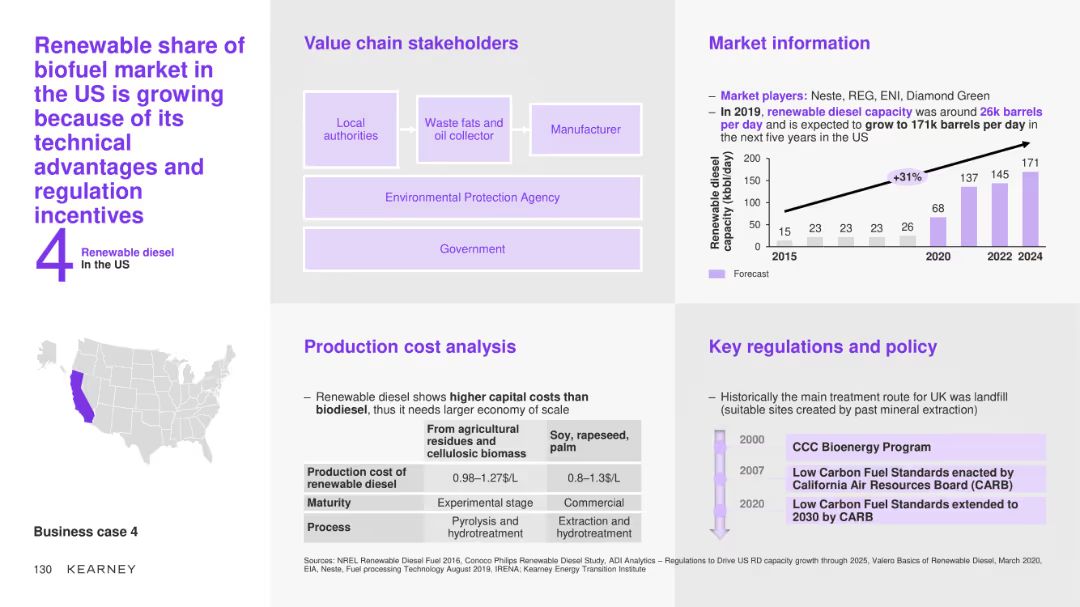 Renewable share of
biofuel market in
the US is growing
because of its
technical
advantages and
regulation
incentives
4
Renewable diesel
In the US
Business case 4
130 KEARNEY
Value chain stakeholders
Local
authorities
Waste fats and
oil collector
Manufacturer
Environmental Protection Agency
Government
Market information
– Market players: Neste, REG, ENI, Diamond Green
– In 2019, renewable diesel capacity was around 26k barrels
per day and is expected to grow to 171k barrels per day in
the next five years in the US
Renewable diesel
capacity (kbbl/day)
200
150
100
50
0
+31%
15
23
23
23
26
68
137
145
171
2015
2020
2022
2024
Forecast
Production cost analysis
– Renewable diesel shows higher capital costs than
biodiesel, thus it needs larger economy of scale
From agricultural
residues and
cellulosic biomass
Soy, rapeseed,
palm
Production cost of
renewable diesel
0.98–1.27$/L
0.8–1.3$/L
Maturity
Experimental stage
Commercial
Process
Pyrolysis and
hydrotreatment
Extraction and
hydrotreatment
Key regulations and policy
– Historically the main treatment route for UK was landfill
(suitable sites created by past mineral extraction)
2000
CCC Bioenergy Program
2007
Low Carbon Fuel Standards enacted by
California Air Resources Board (CARB)
2020
Low Carbon Fuel Standards extended to
2030 by CARB
Sources: NREL Renewable Diesel Fuel 2016, Conoco Philips Renewable Diesel Study, ADI Analytics – Regulations to Drive US RD capacity growth through 2025, Valero Basics of Renewable Diesel, March 2020,
EIA, Neste, Fuel processing Technology August 2019, IRENA; Kearney Energy Transition Institute